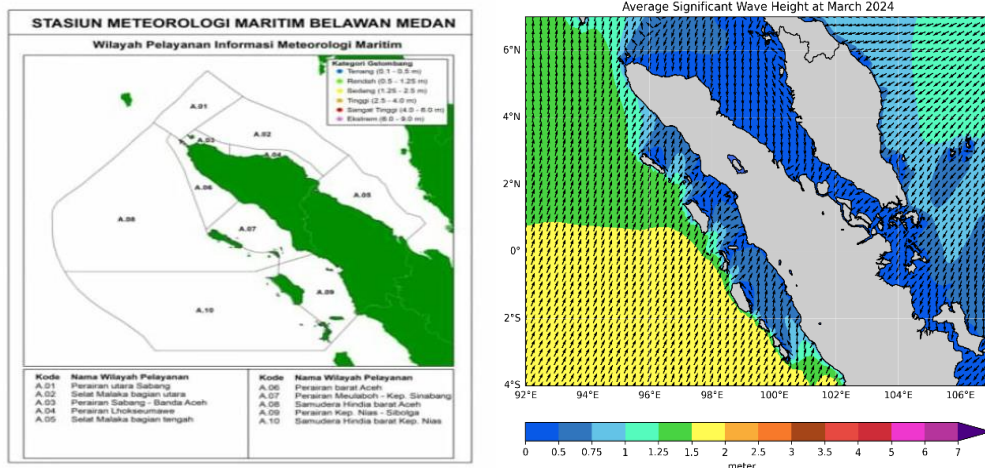 STASIUN METEOROLOGI MARITIM BELAWAN MEDAN
Wilayah Pelayanan Informasi Meteorologi Maritim
Kategori Gelombang
Tenang (0.1 - 0.5 m)
Rendah (0.5 - 1.25 m)
Sedang (1.25 - 2.5 m)
Tinggi (2.5 - 4.0 m)
Sangat Tinggi (4.0 - 6.0 m)
Ekstrem (6.0 - 9.0 m)
A.01
A.02
A.03
A.04
A.05
A.06
A.07
A.08
A.09
A.10
Kode Nama Wilayah Pelayanan
A.01 Perairan utara Sabang
A.02 Selat Malaka bagian utara
A.03 Perairan Sabang - Banda Aceh
A.04 Perairan Lhokseumawe
A.05 Selat Malaka bagian tengah
Kode Nama Wilayah Pelayanan
A.06 Perairan barat Aceh
A.07 Perairan Meulaboh - Kep. Sinabang
A.08 Samudera Hindia barat Aceh
A.09 Perairan Kep. Nias - Sibolga
A.10 Samudera Hindia barat Kep. Nias
Average Significant Wave Height at March 2024
6°N
4°N
2°N
0°
2°S
4°S
92°E 94°E 96°E 98°E 100°E 102°E 104°E 106°E
0 0.5 0.75 1 1.25 1.5 2 2.5 3 3.5 4 5 6 7
meter